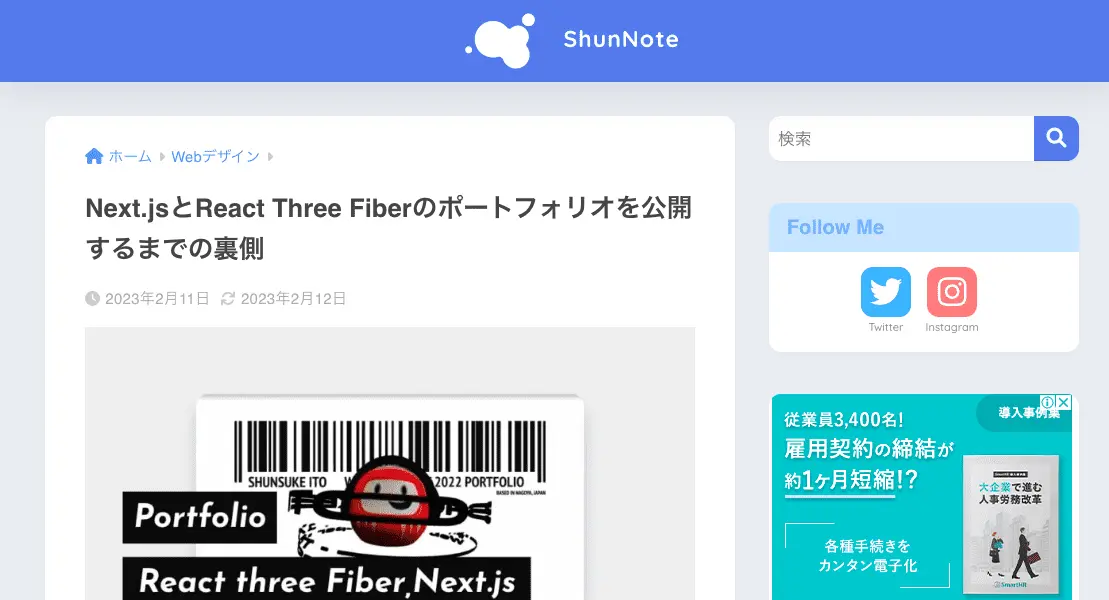 ShunNote
ホーム
Webデザイン
Next.jsとReact Three Fiberのポートフォリオを公開
するまでの裏側
2023年2月11日
2023年2月12日
SHUNSUKE ITO
2022 PORTFOLIO
BASED IN NAGOYA, JAPAN
Portfolio
React three Fiber,Next.js
検索
Follow Me
Twitter
Instagram
導入事例集
従業員3,400名!
雇用契約の締結が
約1ヶ月短縮!?
大企業で進む
人事労務改革
各種手続きを
カンタン電子化
SmartHR